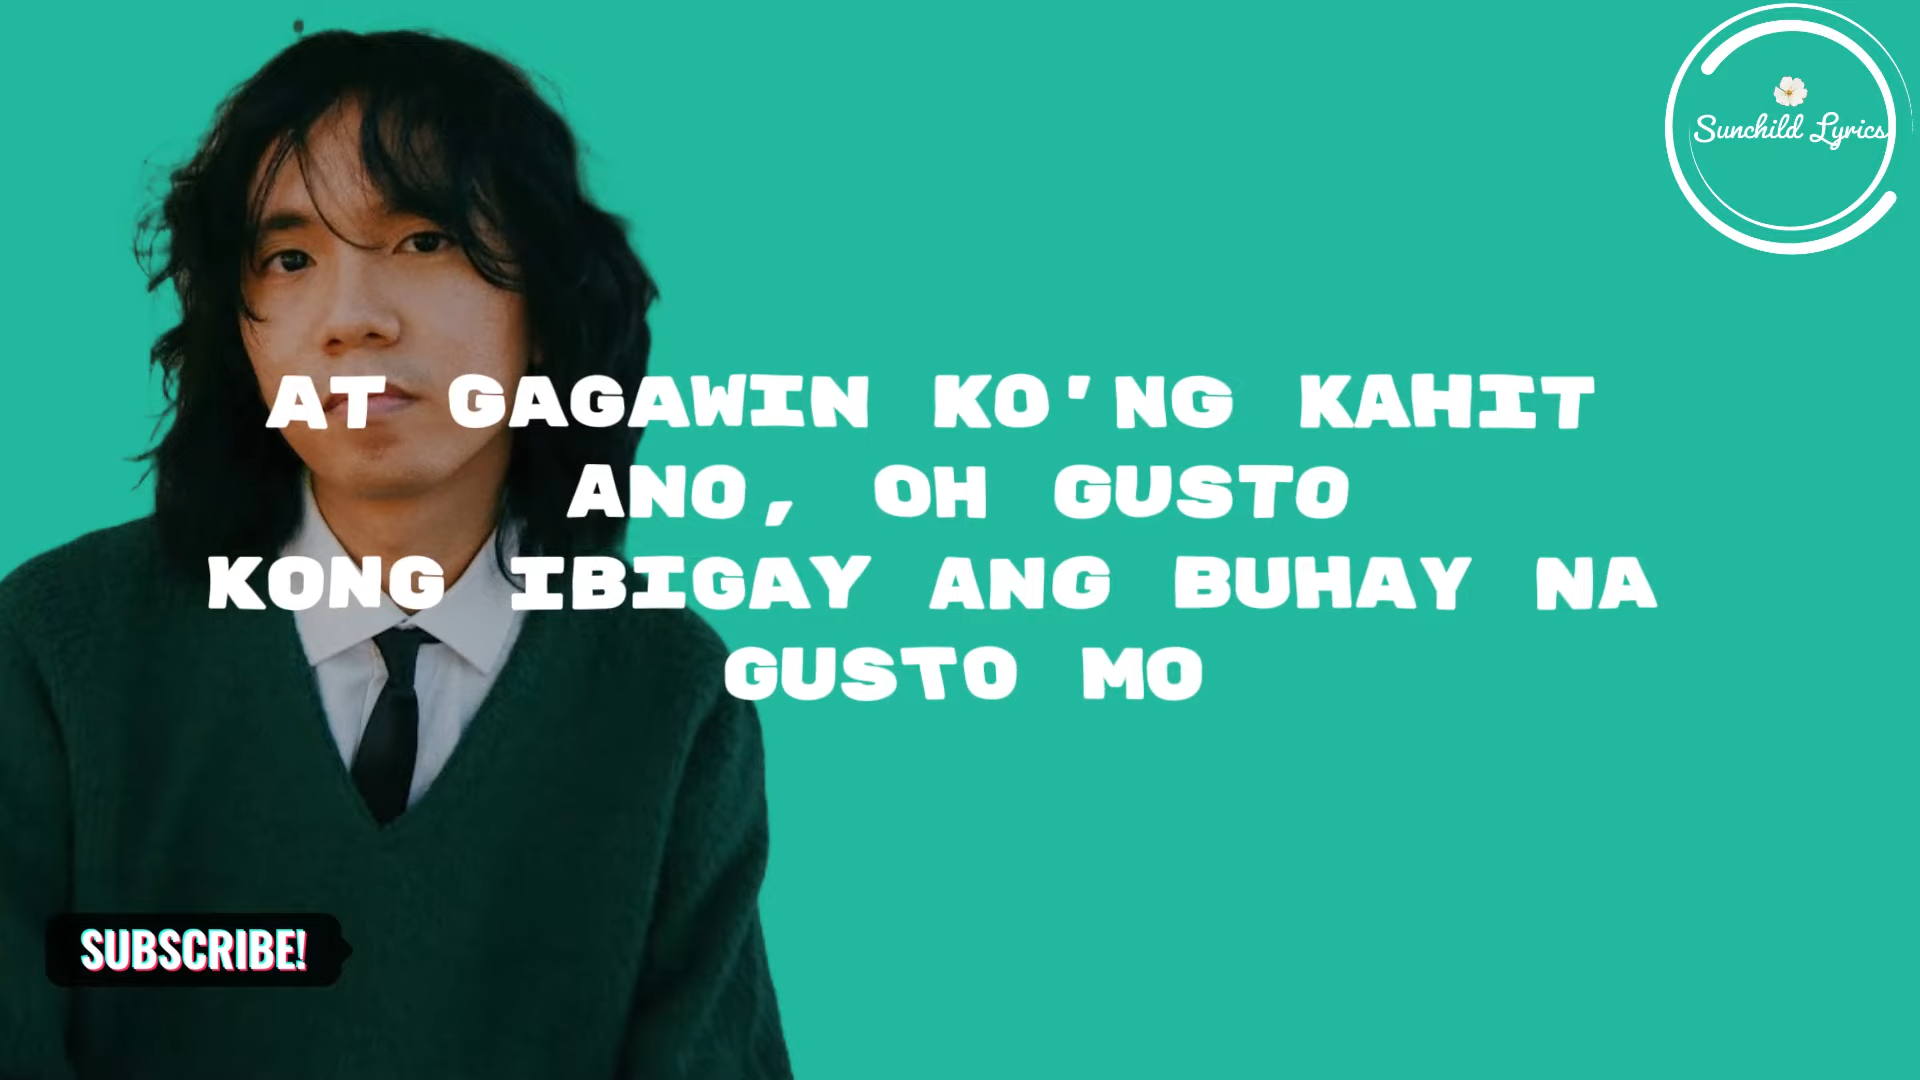 Sunchild Lyrics
AT GAGAWIN KO'NG KAHIT
ANO, OH GUSTO
KONG IBIGAY ANG BUHAY NA
GUSTO MO
SUBSCRIBE!